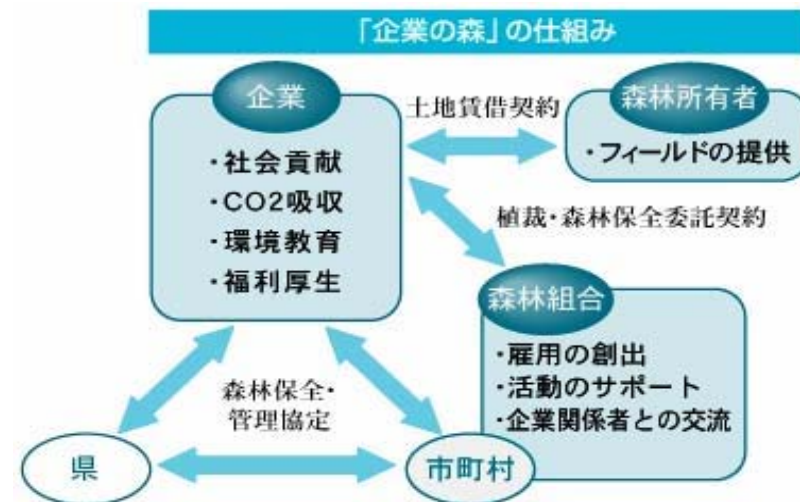 「企業の森」の仕組み
企業
・社会貢献
・CO2吸収
・環境教育
・福利厚生
土地賃借契約
森林所有者
・フィールドの提供
植裁・森林保全委託契約
森林組合
・雇用の創出
・活動のサポート
・企業関係者との交流
森林保全・
管理協定
県
市町村